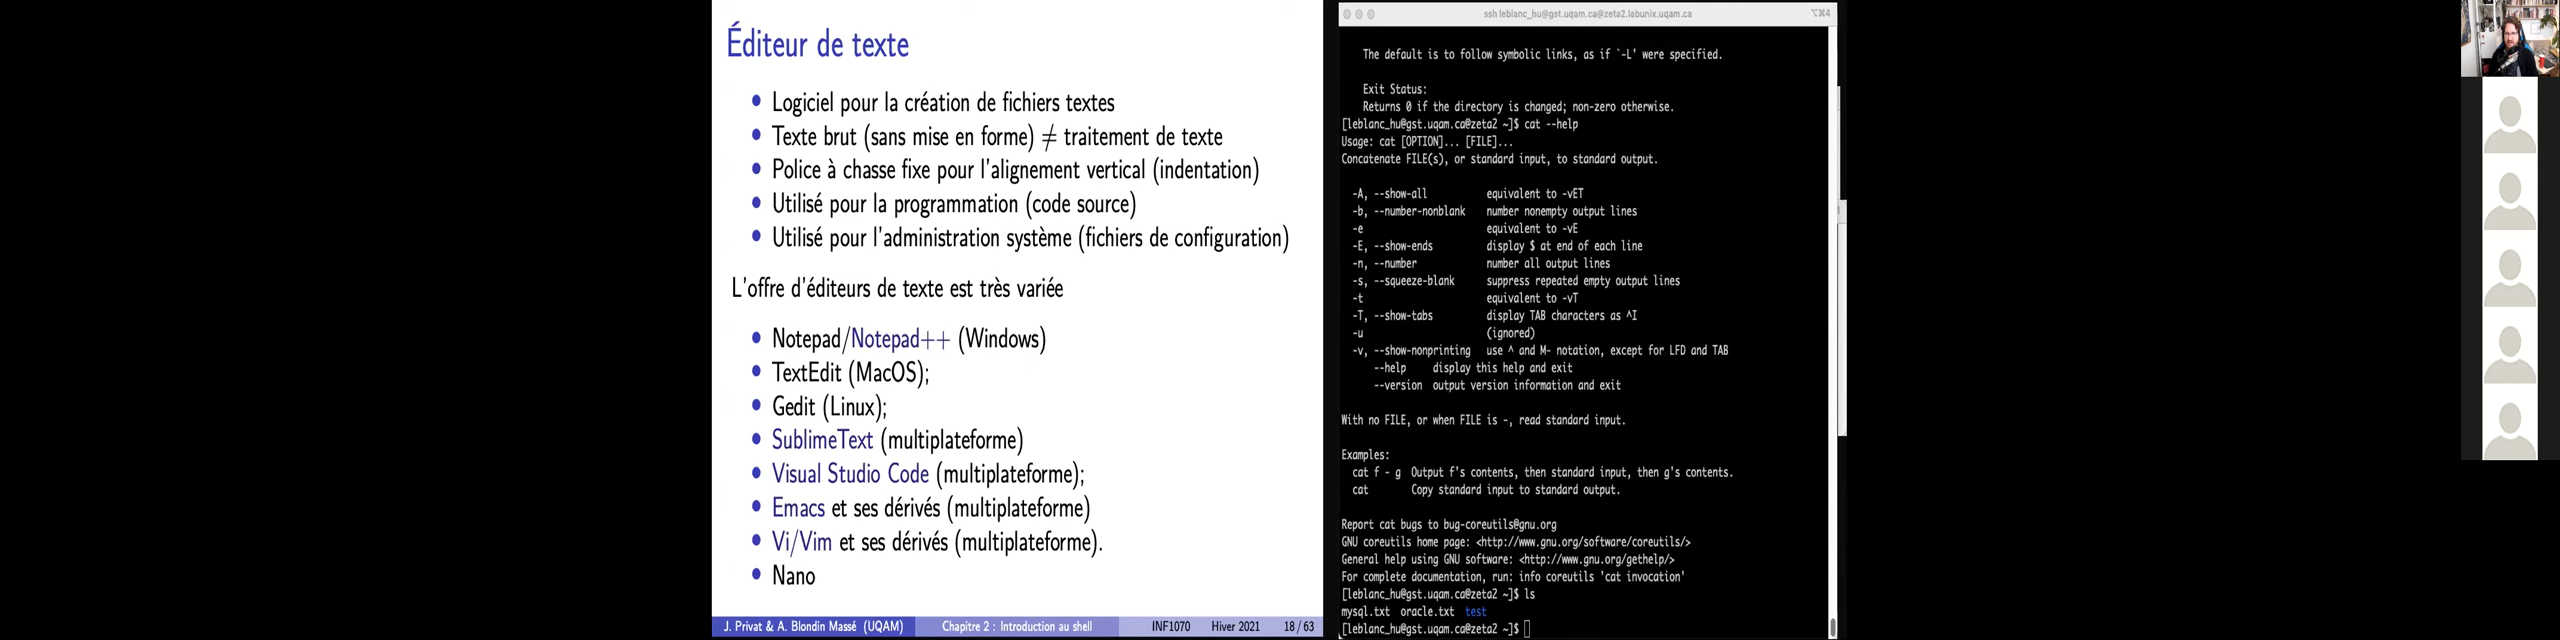 Éditeur de texte
• Logiciel pour la création de fichiers textes
• Texte brut (sans mise en forme) ≠ traitement de texte
• Police à chasse fixe pour l'alignement vertical (indentation)
• Utilisé pour la programmation (code source)
• Utilisé pour l'administration système (fichiers de configuration)
L'offre d'éditeurs de texte est très variée
• Notepad/Notepad++ (Windows)
• TextEdit (MacOS);
• Gedit (Linux);
• SublimeText (multiplateforme)
• Visual Studio Code (multiplateforme);
• Emacs et ses dérivés (multiplateforme)
• Vi/Vim et ses dérivés (multiplateforme).
• Nano
J. Privat & A. Blondin Massé (UQAM) Chapitre 2 : Introduction au shell INF1070 Hiver 2021 18 / 63
ssh leblanc_hu@gst.uqam.ca@zeta2.labunix.uqam.ca ⌥⌘4
The default is to follow symbolic links, as if `-L' were specified.
Exit Status:
Returns 0 if the directory is changed; non-zero otherwise.
[leblanc_hu@gst.uqam.ca@zeta2 ~]$ cat --help
Usage: cat [OPTION]... [FILE]...
Concatenate FILE(s), or standard input, to standard output.
-A, --show-all equivalent to -vET
-b, --number-nonblank number nonempty output lines
-e equivalent to -vE
-E, --show-ends display $ at end of each line
-n, --number number all output lines
-s, --squeeze-blank suppress repeated empty output lines
-t equivalent to -vT
-T, --show-tabs display TAB characters as ^I
-u (ignored)
-v, --show-nonprinting use ^ and M- notation, except for LFD and TAB
--help display this help and exit
--version output version information and exit
With no FILE, or when FILE is -, read standard input.
Examples:
cat f - g Output f's contents, then standard input, then g's contents.
cat Copy standard input to standard output.
Report cat bugs to bug-coreutils@gnu.org
GNU coreutils home page: <http://www.gnu.org/software/coreutils/>
General help using GNU software: <http://www.gnu.org/gethelp/>
For complete documentation, run: info coreutils 'cat invocation'
[leblanc_hu@gst.uqam.ca@zeta2 ~]$ ls
mysql.txt oracle.txt test
[leblanc_hu@gst.uqam.ca@zeta2 ~]$